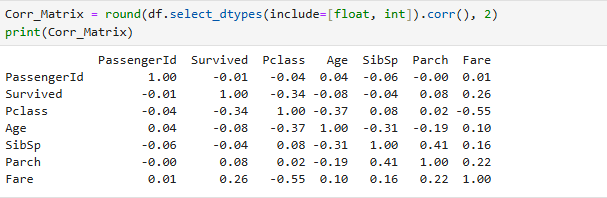 Corr_Matrix = round(df.select_dtypes(include=[float, int]).corr(), 2)
print(Corr_Matrix)
PassengerId Survived Pclass Age SibSp Parch Fare
PassengerId 1.00 -0.01 -0.04 0.04 -0.06 -0.00 0.01
Survived -0.01 1.00 -0.34 -0.08 -0.04 0.08 0.26
Pclass -0.04 -0.34 1.00 -0.37 0.08 0.02 -0.55
Age 0.04 -0.08 -0.37 1.00 -0.31 -0.19 0.10
SibSp -0.06 -0.04 0.08 -0.31 1.00 0.41 0.16
Parch -0.00 0.08 0.02 -0.19 0.41 1.00 0.22
Fare 0.01 0.26 -0.55 0.10 0.16 0.22 1.00